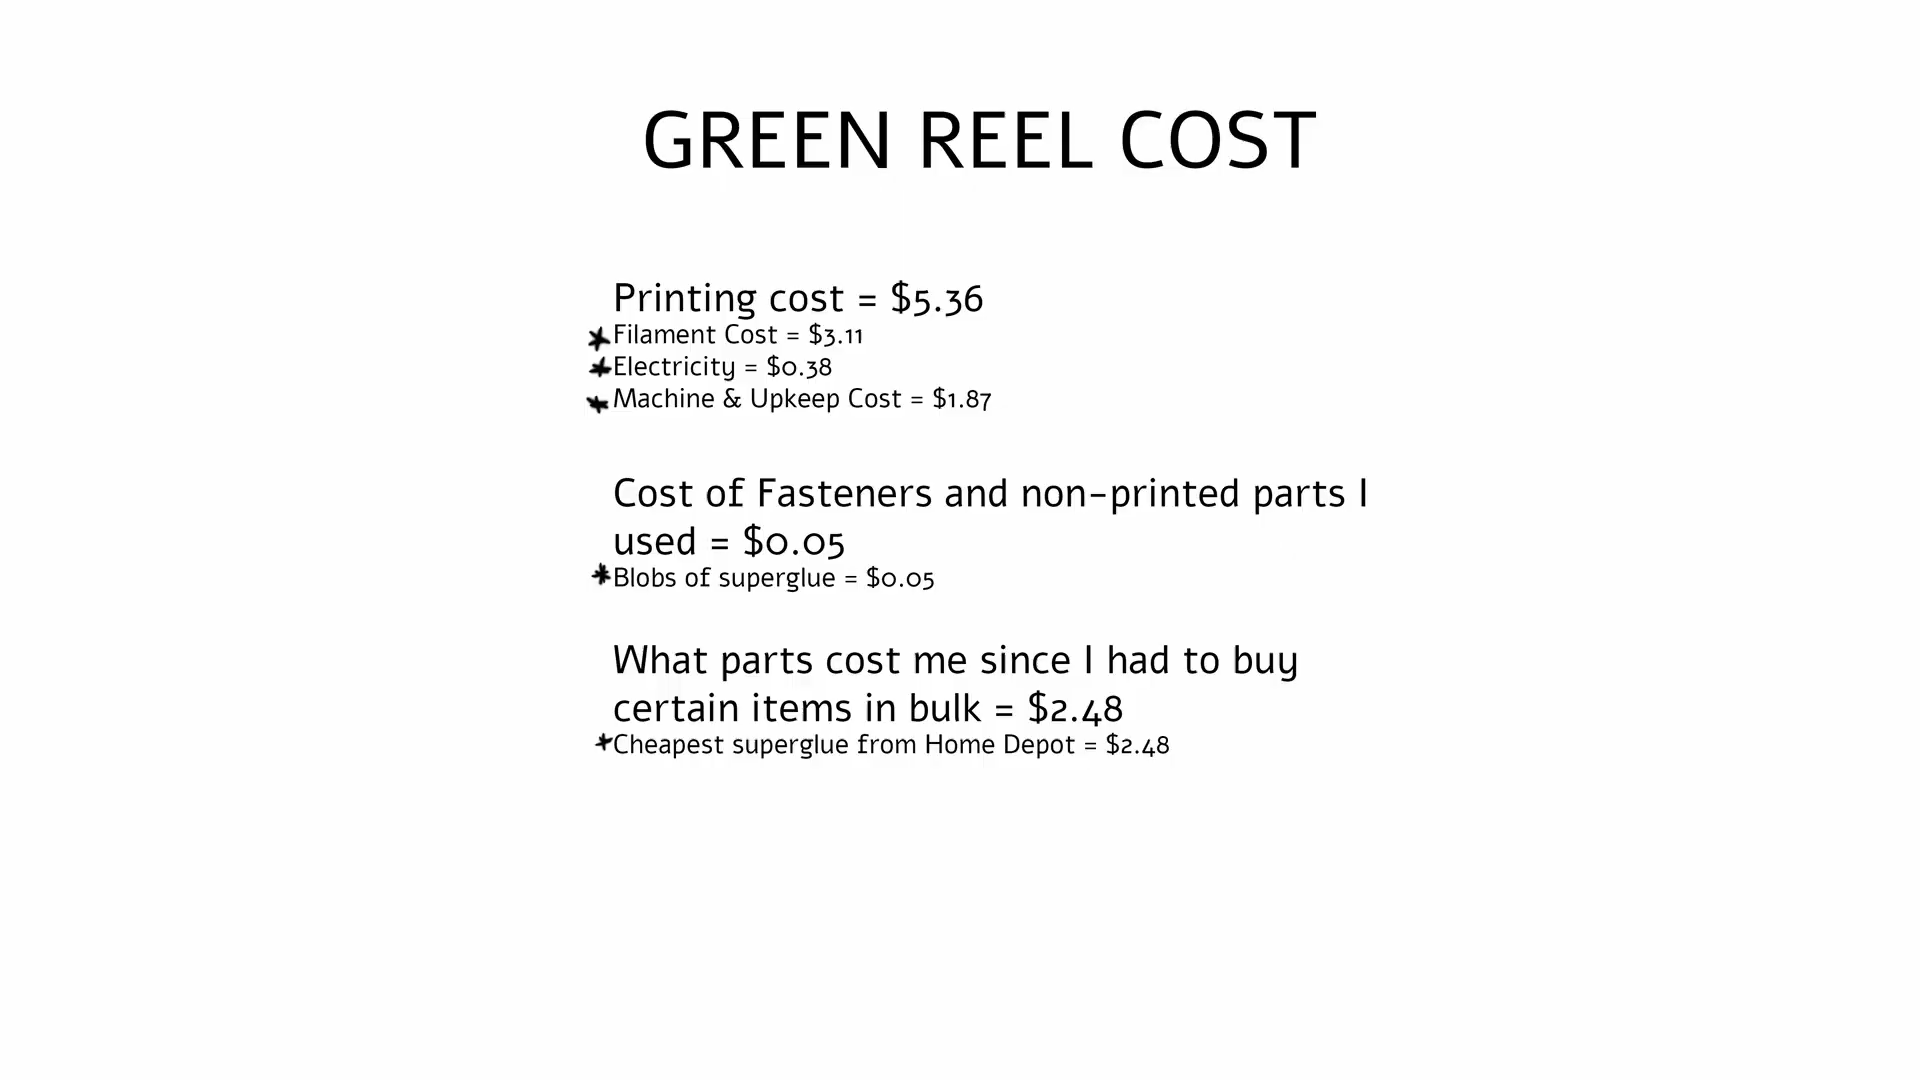 GREEN REEL COST
Printing cost = $5.36
*Filament Cost = $3.11
*Electricity = $0.38
*Machine & Upkeep Cost = $1.87
Cost of Fasteners and non-printed parts I
used = $0.05
*Blobs of superglue = $0.05
What parts cost me since I had to buy
certain items in bulk = $2.48
*Cheapest superglue from Home Depot = $2.48